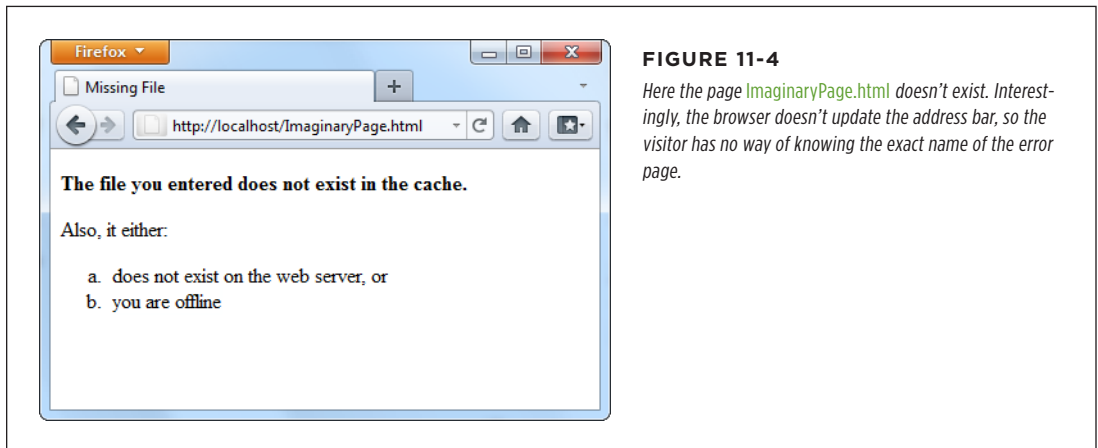 Firefox
Missing File
http://localhost/ImaginaryPage.html
The file you entered does not exist in the cache.
Also, it either:
a. does not exist on the web server, or
b. you are offline
FIGURE 11-4
Here the page ImaginaryPage.html doesn't exist. Interest-
ingly, the browser doesn't update the address bar, so the
visitor has no way of knowing the exact name of the error
page.